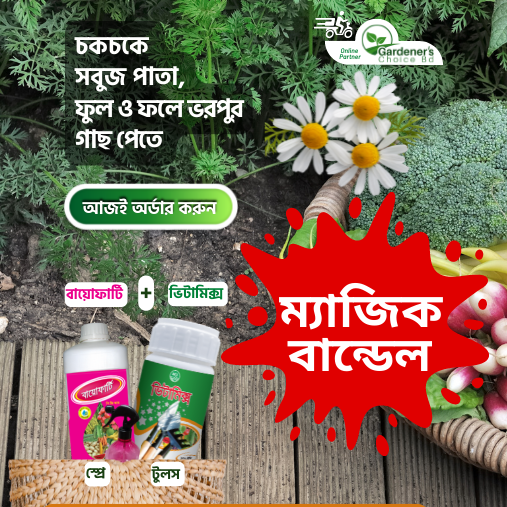 চকচকে
সবুজ পাতা,
ফুল ও ফলে ভরপুর
গাছ পেতে
Online
Partner
Gardener's
Choice Bd
আজই অর্ডার করুন
বায়োফার্টি + ভিটামিক্স
ম্যাজিক
বান্ডেল
বায়োফার্টি
ভিটামিক্স
স্প্রে
টুলস